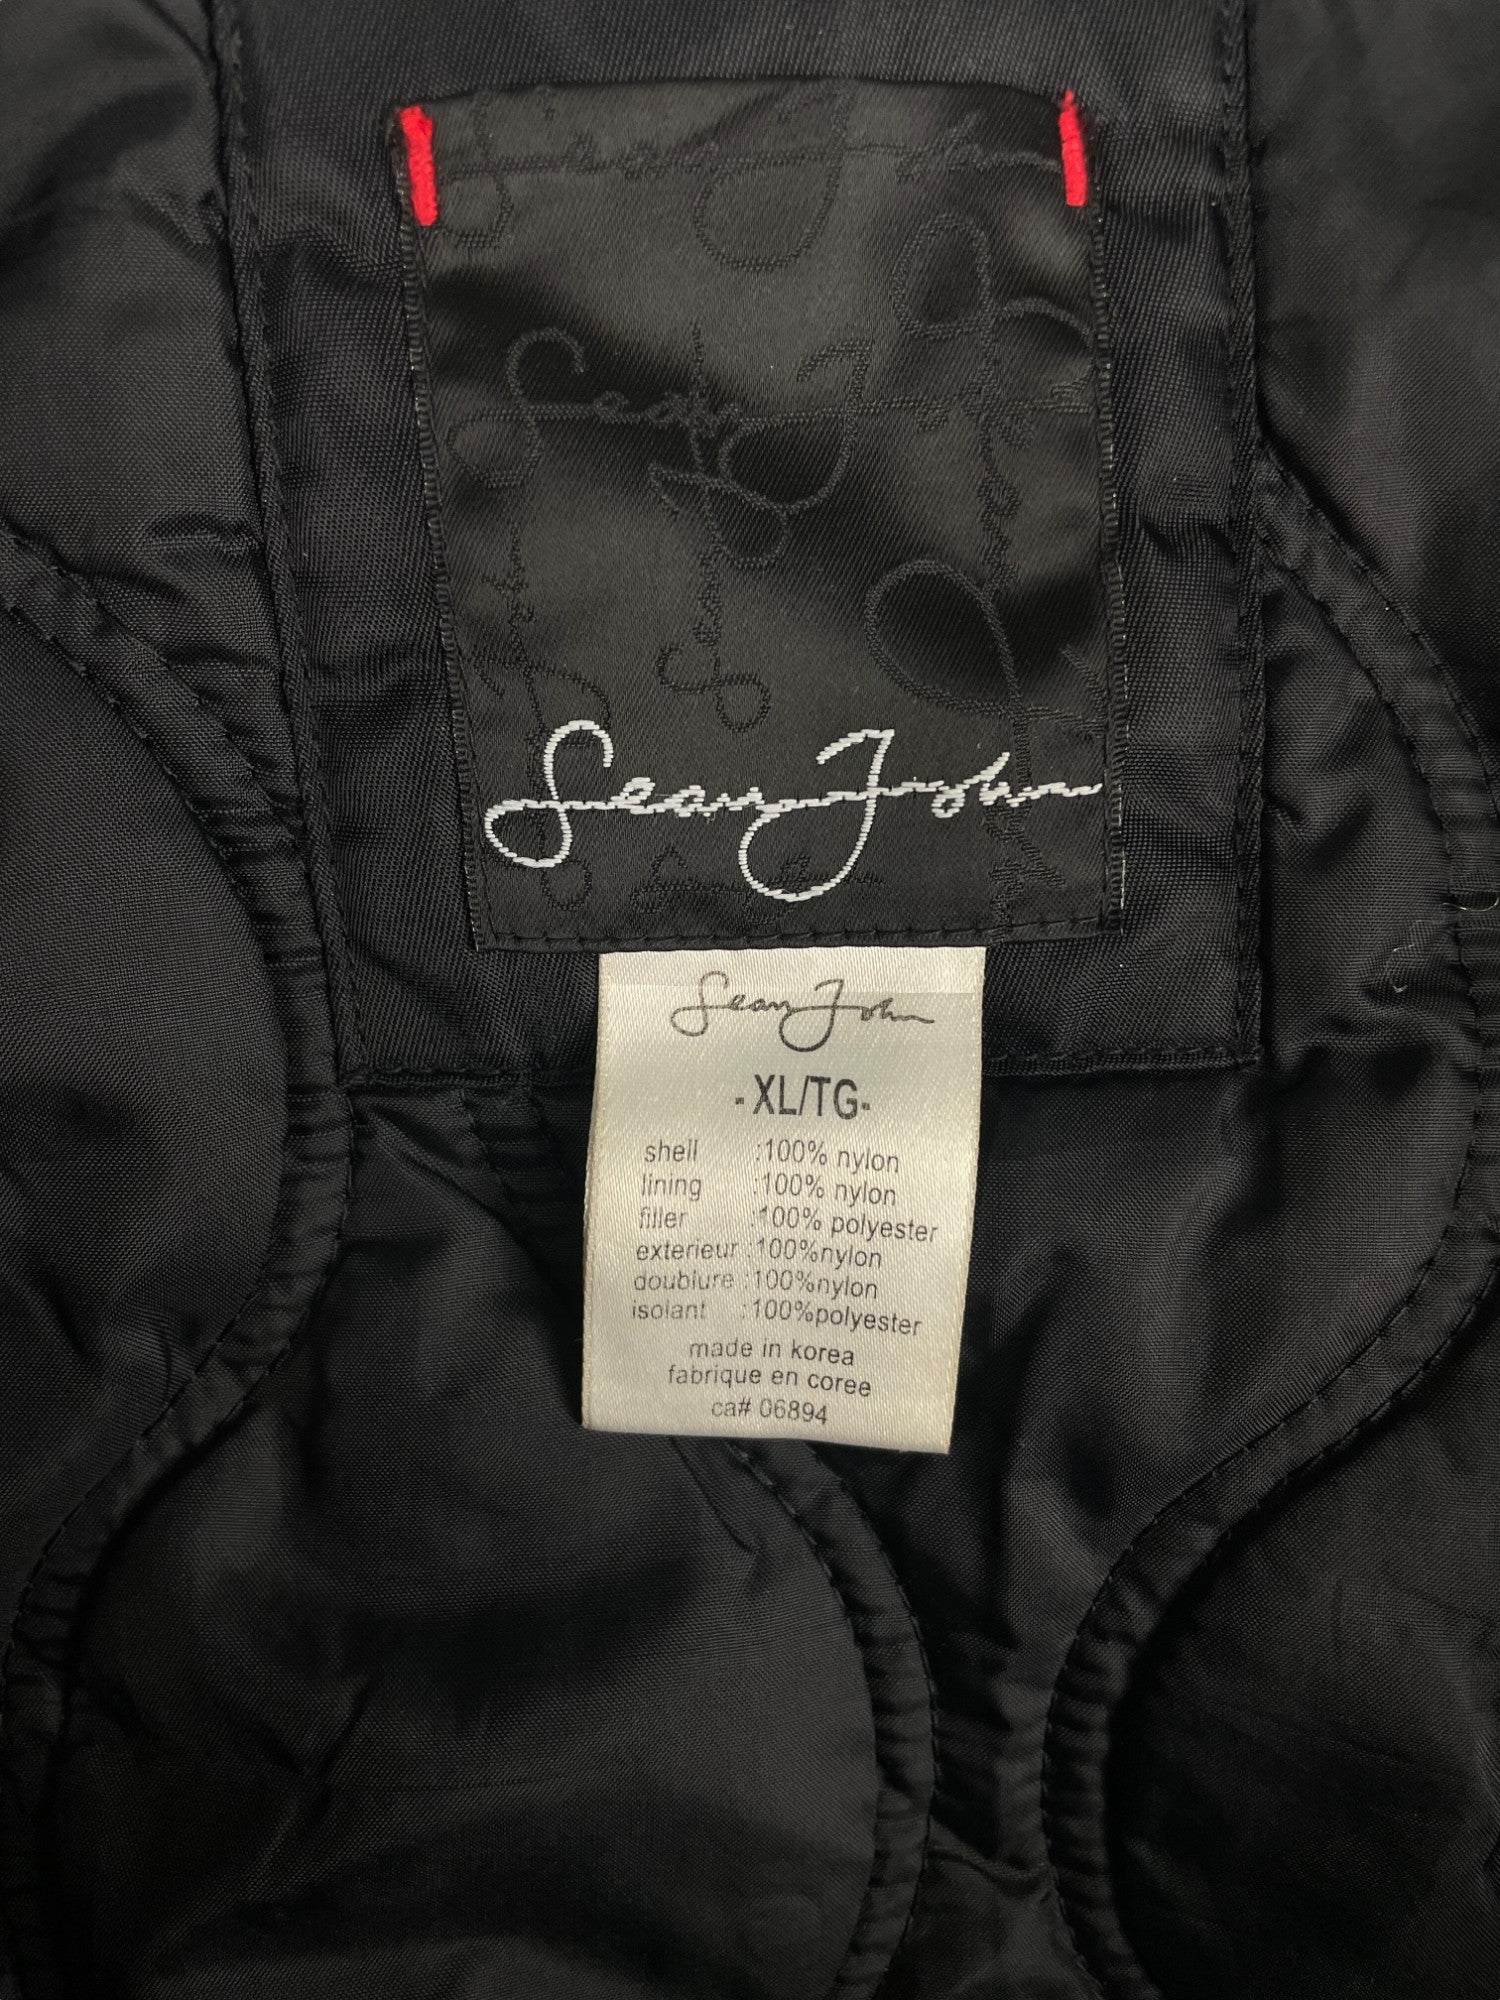 Sean John
Sean John
-XL/TG-
shell :100% nylon
lining :100% nylon
filler :100% polyester
exterieur :100%nylon
doublure :100%nylon
isolant :100%polyester
made in korea
fabrique en coree
ca# 06894